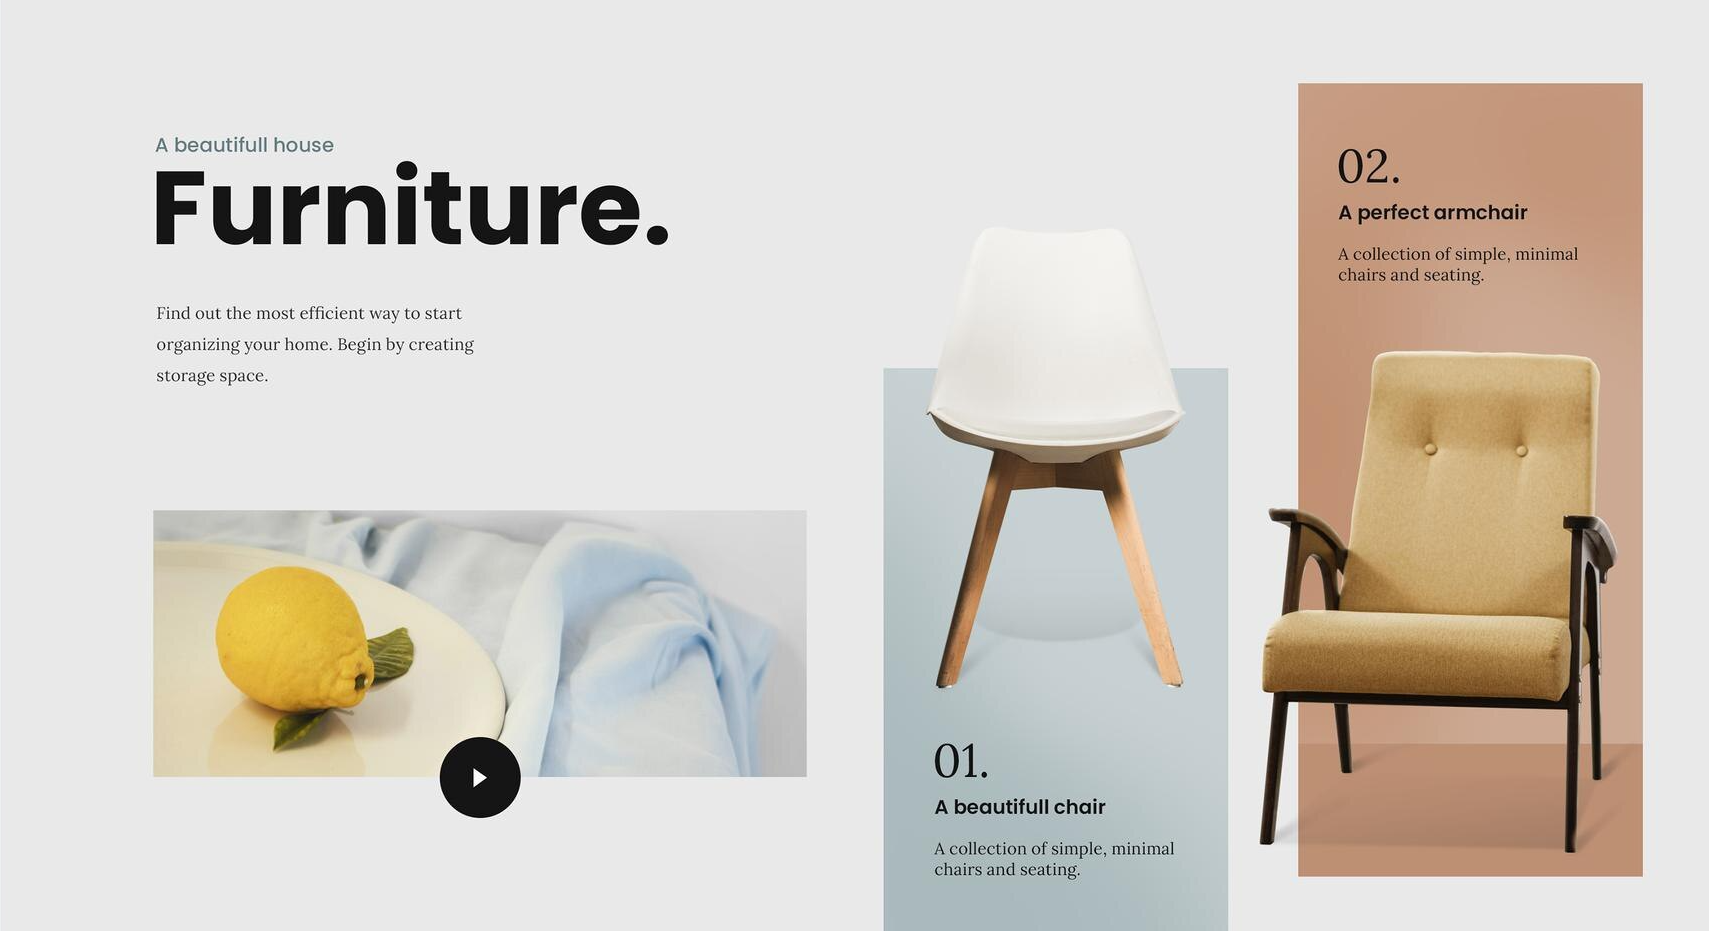 A beautifull house
Furniture.
Find out the most efficient way to start
organizing your home. Begin by creating
storage space.
01.
A beautifull chair
A collection of simple, minimal
chairs and seating.
02.
A perfect armchair
A collection of simple, minimal
chairs and seating.